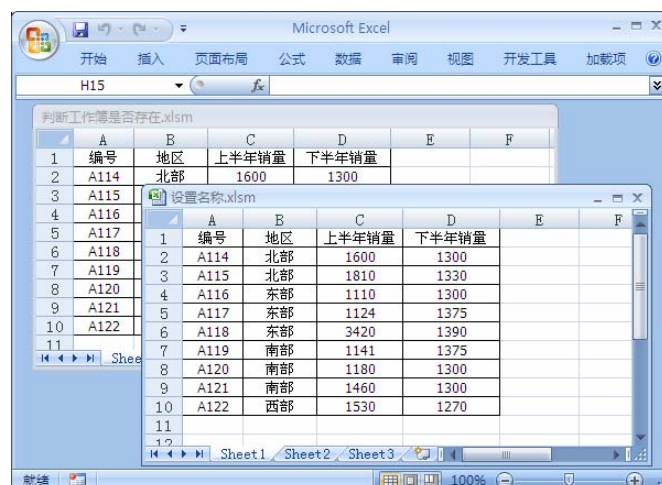 Microsoft Excel
开始 插入 页面布局 公式 数据 审阅 视图 开发工具 加载项
H15 fx
判断工作簿是否存在.xlsm
A B C D E F
1 编号 地区 上半年销量 下半年销量
2 A114 北部 1600 1300
3 A115
4 A116
5 A117
6 A118
7 A119
8 A120
9 A121
10 A122
11
Shee
设置名称.xlsm
A B C D E F
1 编号 地区 上半年销量 下半年销量
2 A114 北部 1600 1300
3 A115 北部 1810 1330
4 A116 东部 1110 1300
5 A117 东部 1124 1375
6 A118 东部 3420 1390
7 A119 南部 1141 1375
8 A120 南部 1180 1300
9 A121 南部 1460 1300
10 A122 西部 1530 1270
11
12
Sheet1 Sheet2 Sheet3
就绪 100%